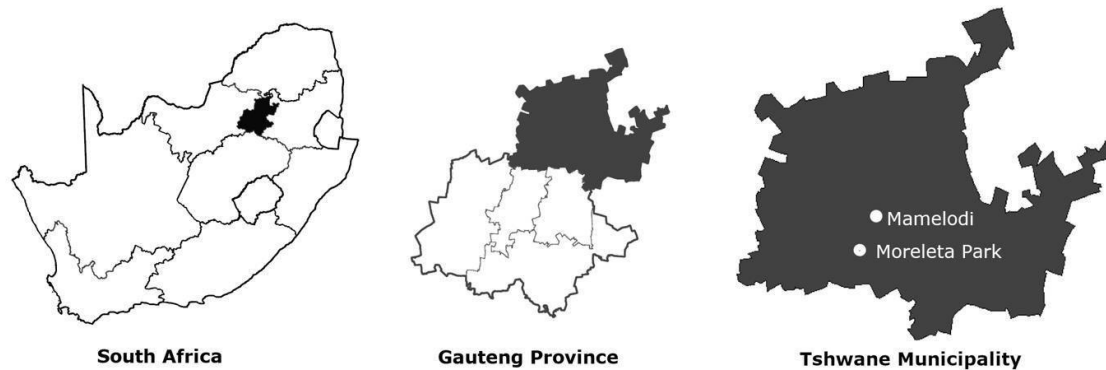 Mamelodi
Moreleta Park
South Africa
Gauteng Province
Tshwane Municipality